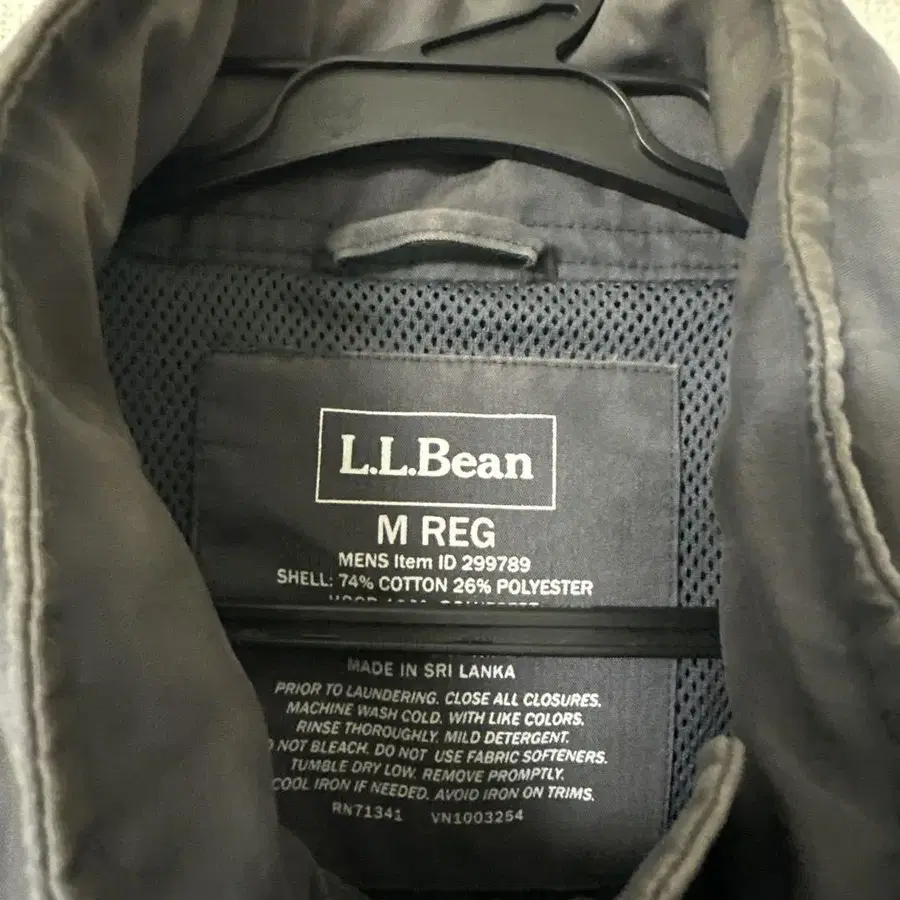 L.L.Bean
M REG
MENS Item ID 299789
SHELL: 74% COTTON 26% POLYESTER
MADE IN SRI LANKA
PRIOR TO LAUNDERING. CLOSE ALL CLOSURES.
MACHINE WASH COLD. WITH LIKE COLORS.
RINSE THOROUGHLY. MILD DETERGENT.
NOT BLEACH. DO NOT USE FABRIC SOFTENERS.
TUMBLE DRY LOW. REMOVE PROMPTLY.
COOL IRON IF NEEDED. AVOID IRON ON TRIMS.
RN71341 VN1003254